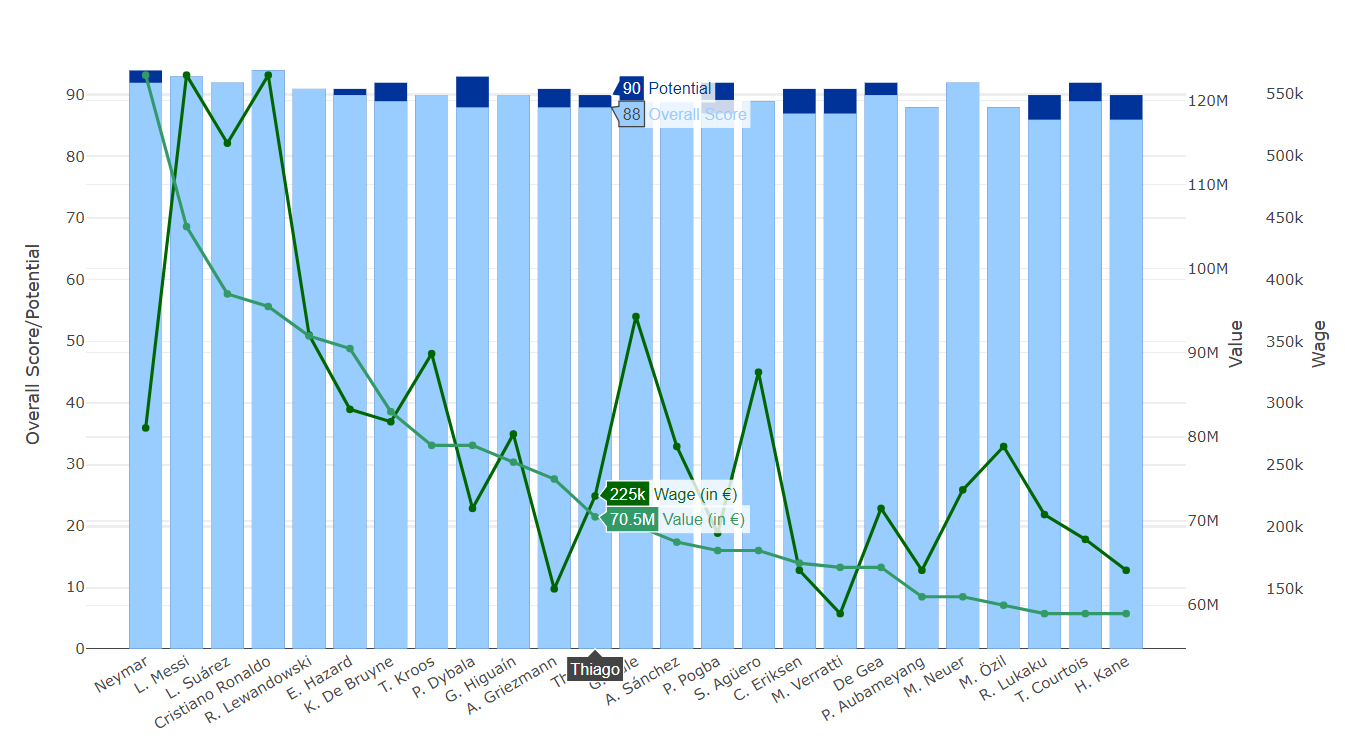 90 Potential
88 Overall Score
90
80
70
60
50
40
30
20
10
0
Overall Score/Potential
120M
110M
100M
90M
80M
70M
60M
Value
550k
500k
450k
400k
350k
300k
250k
200k
150k
Wage
225k Wage (in €)
70.5M Value (in €)
Neymar
L. Messi
L. Suárez
Cristiano Ronaldo
R. Lewandowski
E. Hazard
K. De Bruyne
T. Kroos
P. Dybala
G. Higuaín
A. Griezmann
Thiago
A. Sánchez
P. Pogba
S. Agüero
C. Eriksen
M. Verratti
De Gea
P. Aubameyang
M. Neuer
M. Özil
R. Lukaku
T. Courtois
H. Kane